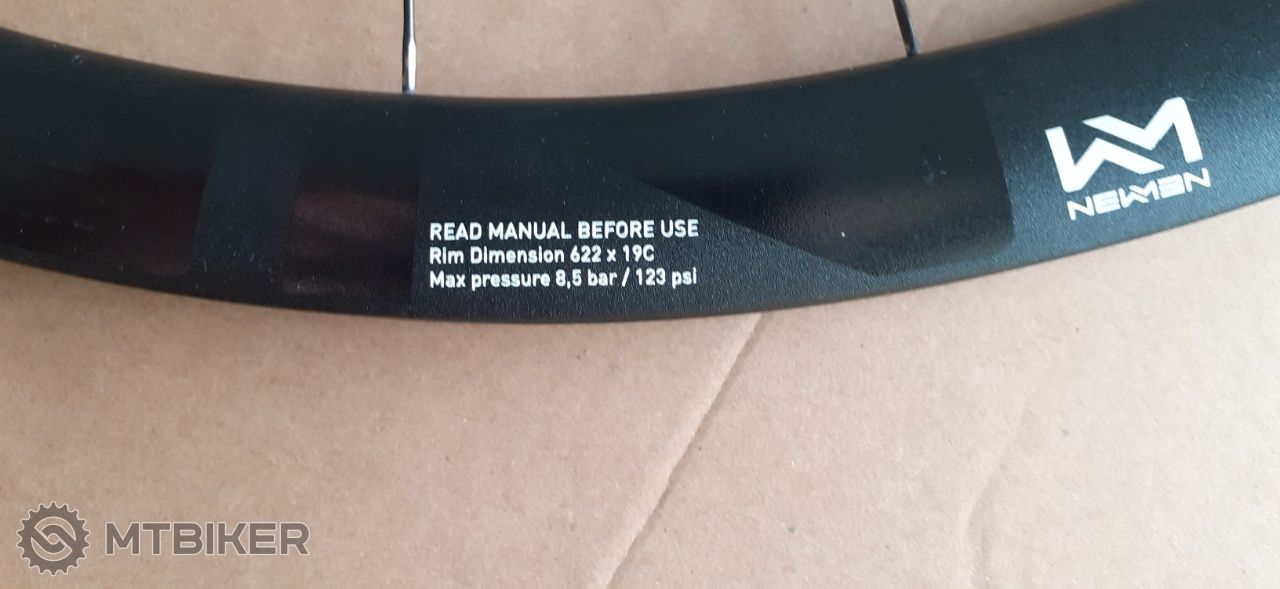 READ MANUAL BEFORE USE
Rim Dimension 622 x 19C
Max pressure 8,5 bar / 123 psi
NEWMEN
MTBIKER